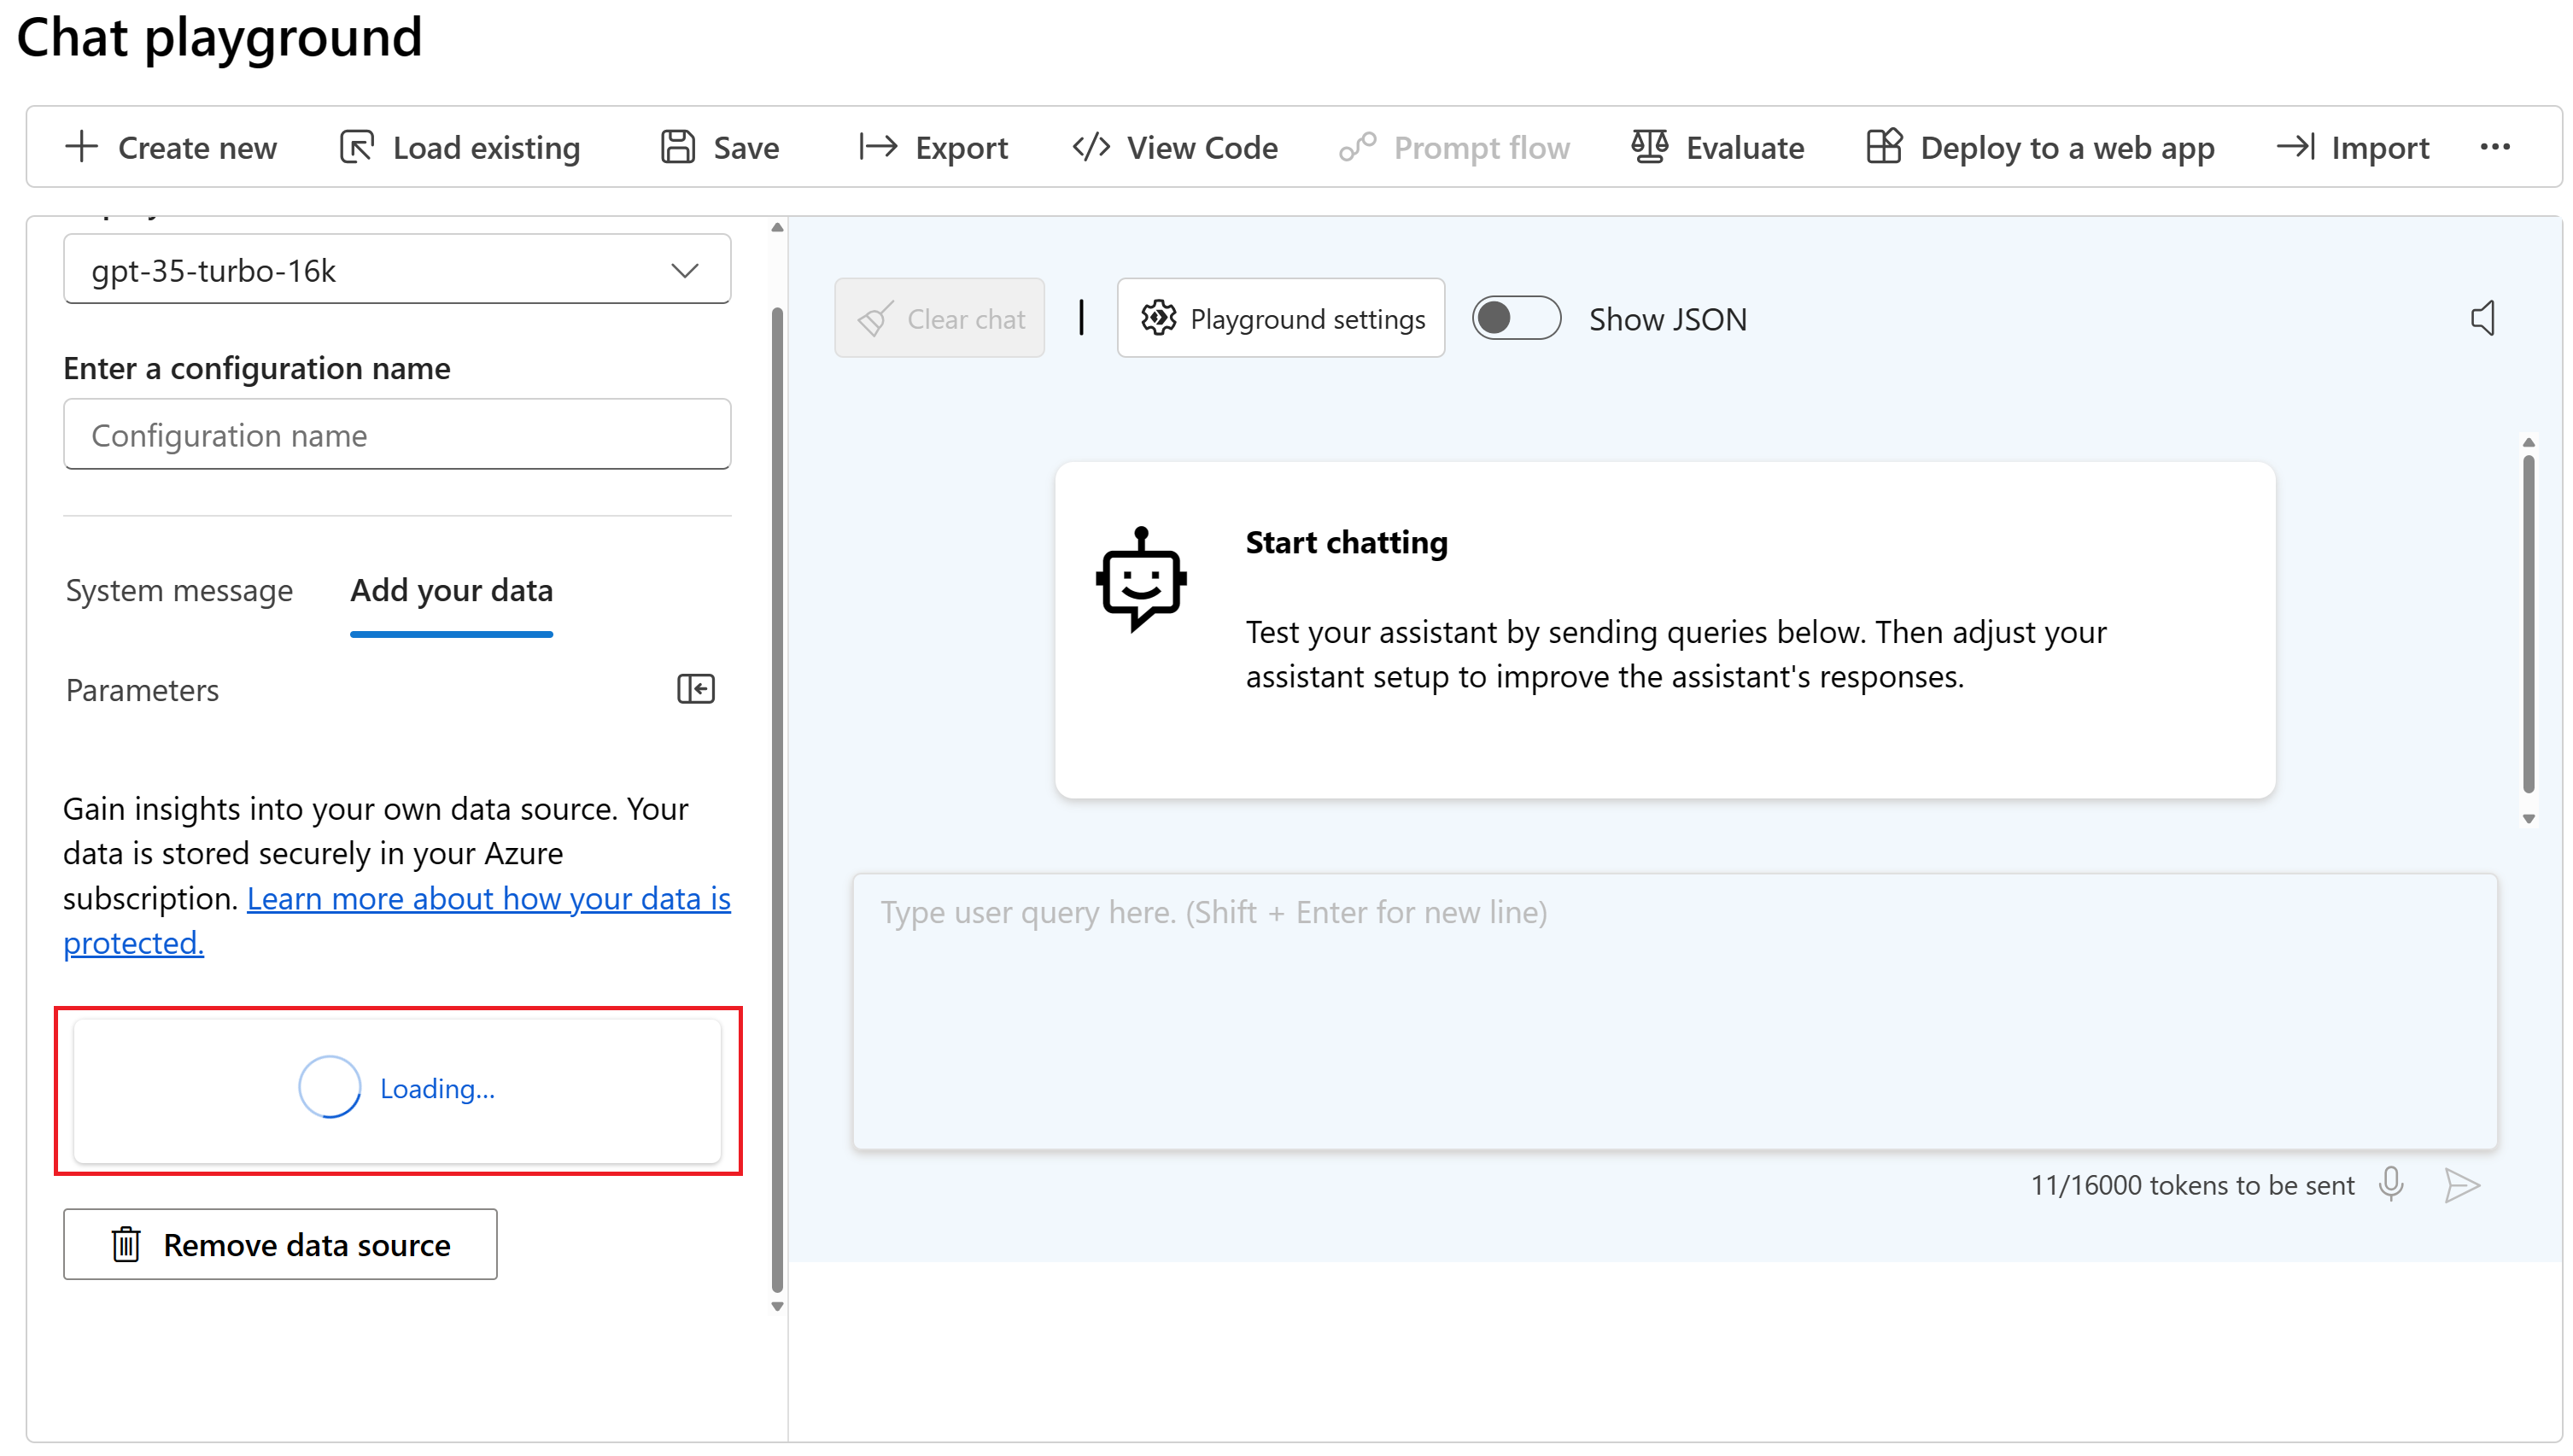 Chat playground
Create new
Load existing
Save
Export
View Code
Prompt flow
Evaluate
Deploy to a web app
Import
gpt-35-turbo-16k
Enter a configuration name
Configuration name
System message
Add your data
Parameters
Gain insights into your own data source. Your
data is stored securely in your Azure
subscription. Learn more about how your data is
protected.
Loading...
Remove data source
Clear chat
Playground settings
Show JSON
Start chatting
Test your assistant by sending queries below. Then adjust your
assistant setup to improve the assistant's responses.
Type user query here. (Shift + Enter for new line)
11/16000 tokens to be sent